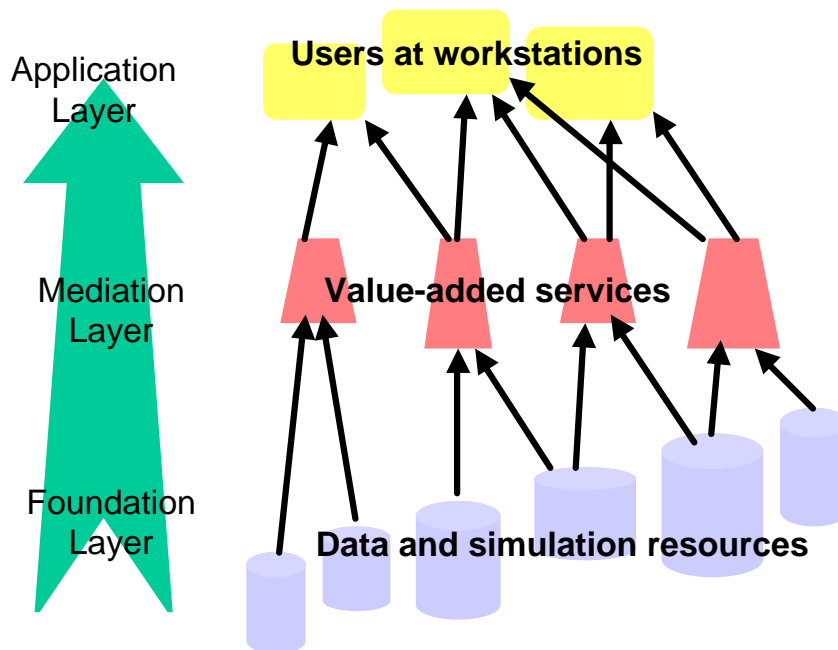 Application
Layer
Users at workstations
Mediation
Layer
Value-added services
Foundation
Layer
Data and simulation resources